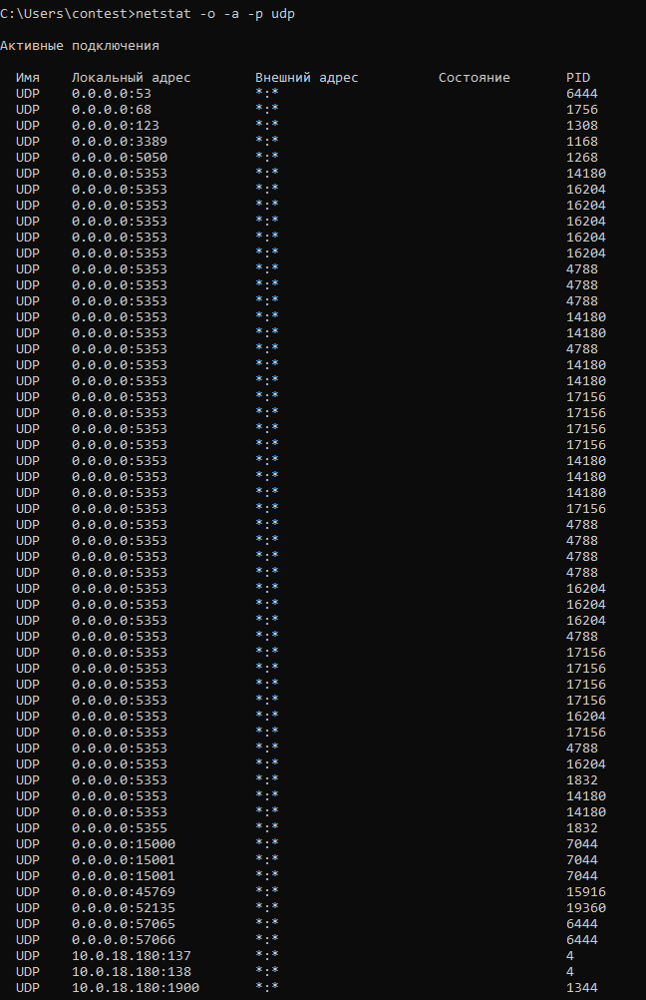 C:\Users\contest>netstat -o -a -p udp
Активные подключения
Имя Локальный адрес Внешний адрес Состояние PID
UDP 0.0.0.0:53 *:* 6444
UDP 0.0.0.0:68 *:* 1756
UDP 0.0.0.0:123 *:* 1308
UDP 0.0.0.0:3389 *:* 1168
UDP 0.0.0.0:5050 *:* 1268
UDP 0.0.0.0:5353 *:* 14180
UDP 0.0.0.0:5353 *:* 16204
UDP 0.0.0.0:5353 *:* 16204
UDP 0.0.0.0:5353 *:* 16204
UDP 0.0.0.0:5353 *:* 16204
UDP 0.0.0.0:5353 *:* 16204
UDP 0.0.0.0:5353 *:* 4788
UDP 0.0.0.0:5353 *:* 4788
UDP 0.0.0.0:5353 *:* 4788
UDP 0.0.0.0:5353 *:* 14180
UDP 0.0.0.0:5353 *:* 14180
UDP 0.0.0.0:5353 *:* 4788
UDP 0.0.0.0:5353 *:* 14180
UDP 0.0.0.0:5353 *:* 14180
UDP 0.0.0.0:5353 *:* 17156
UDP 0.0.0.0:5353 *:* 17156
UDP 0.0.0.0:5353 *:* 17156
UDP 0.0.0.0:5353 *:* 17156
UDP 0.0.0.0:5353 *:* 14180
UDP 0.0.0.0:5353 *:* 14180
UDP 0.0.0.0:5353 *:* 14180
UDP 0.0.0.0:5353 *:* 17156
UDP 0.0.0.0:5353 *:* 4788
UDP 0.0.0.0:5353 *:* 4788
UDP 0.0.0.0:5353 *:* 4788
UDP 0.0.0.0:5353 *:* 4788
UDP 0.0.0.0:5353 *:* 16204
UDP 0.0.0.0:5353 *:* 16204
UDP 0.0.0.0:5353 *:* 16204
UDP 0.0.0.0:5353 *:* 4788
UDP 0.0.0.0:5353 *:* 17156
UDP 0.0.0.0:5353 *:* 17156
UDP 0.0.0.0:5353 *:* 17156
UDP 0.0.0.0:5353 *:* 17156
UDP 0.0.0.0:5353 *:* 16204
UDP 0.0.0.0:5353 *:* 17156
UDP 0.0.0.0:5353 *:* 4788
UDP 0.0.0.0:5353 *:* 16204
UDP 0.0.0.0:5353 *:* 1832
UDP 0.0.0.0:5353 *:* 14180
UDP 0.0.0.0:5353 *:* 14180
UDP 0.0.0.0:5355 *:* 1832
UDP 0.0.0.0:15000 *:* 7044
UDP 0.0.0.0:15001 *:* 7044
UDP 0.0.0.0:15001 *:* 7044
UDP 0.0.0.0:45769 *:* 15916
UDP 0.0.0.0:52135 *:* 19360
UDP 0.0.0.0:57065 *:* 6444
UDP 0.0.0.0:57066 *:* 6444
UDP 10.0.18.180:137 *:* 4
UDP 10.0.18.180:138 *:* 4
UDP 10.0.18.180:1900 *:* 1344